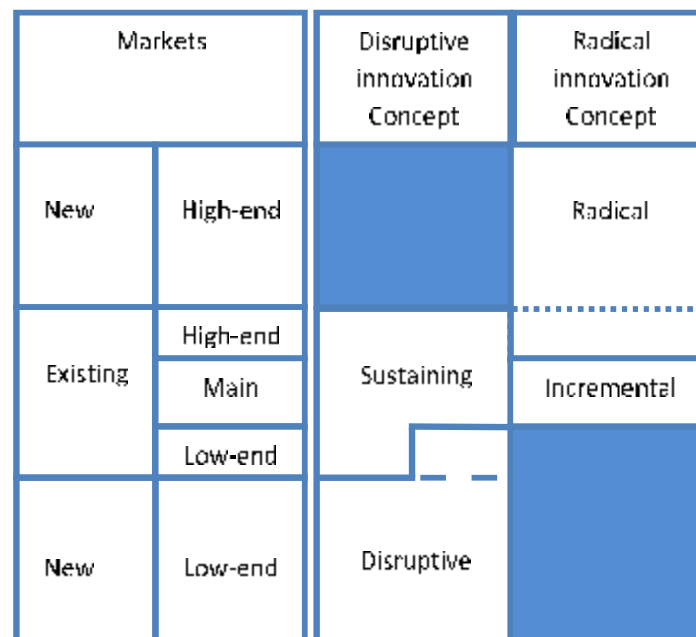 Markets
Disruptive
innovation
Concept
Radical
innovation
Concept
New
High-end
Radical
Existing
High-end
Main
Low-end
Sustaining
Incremental
New
Low-end
Disruptive